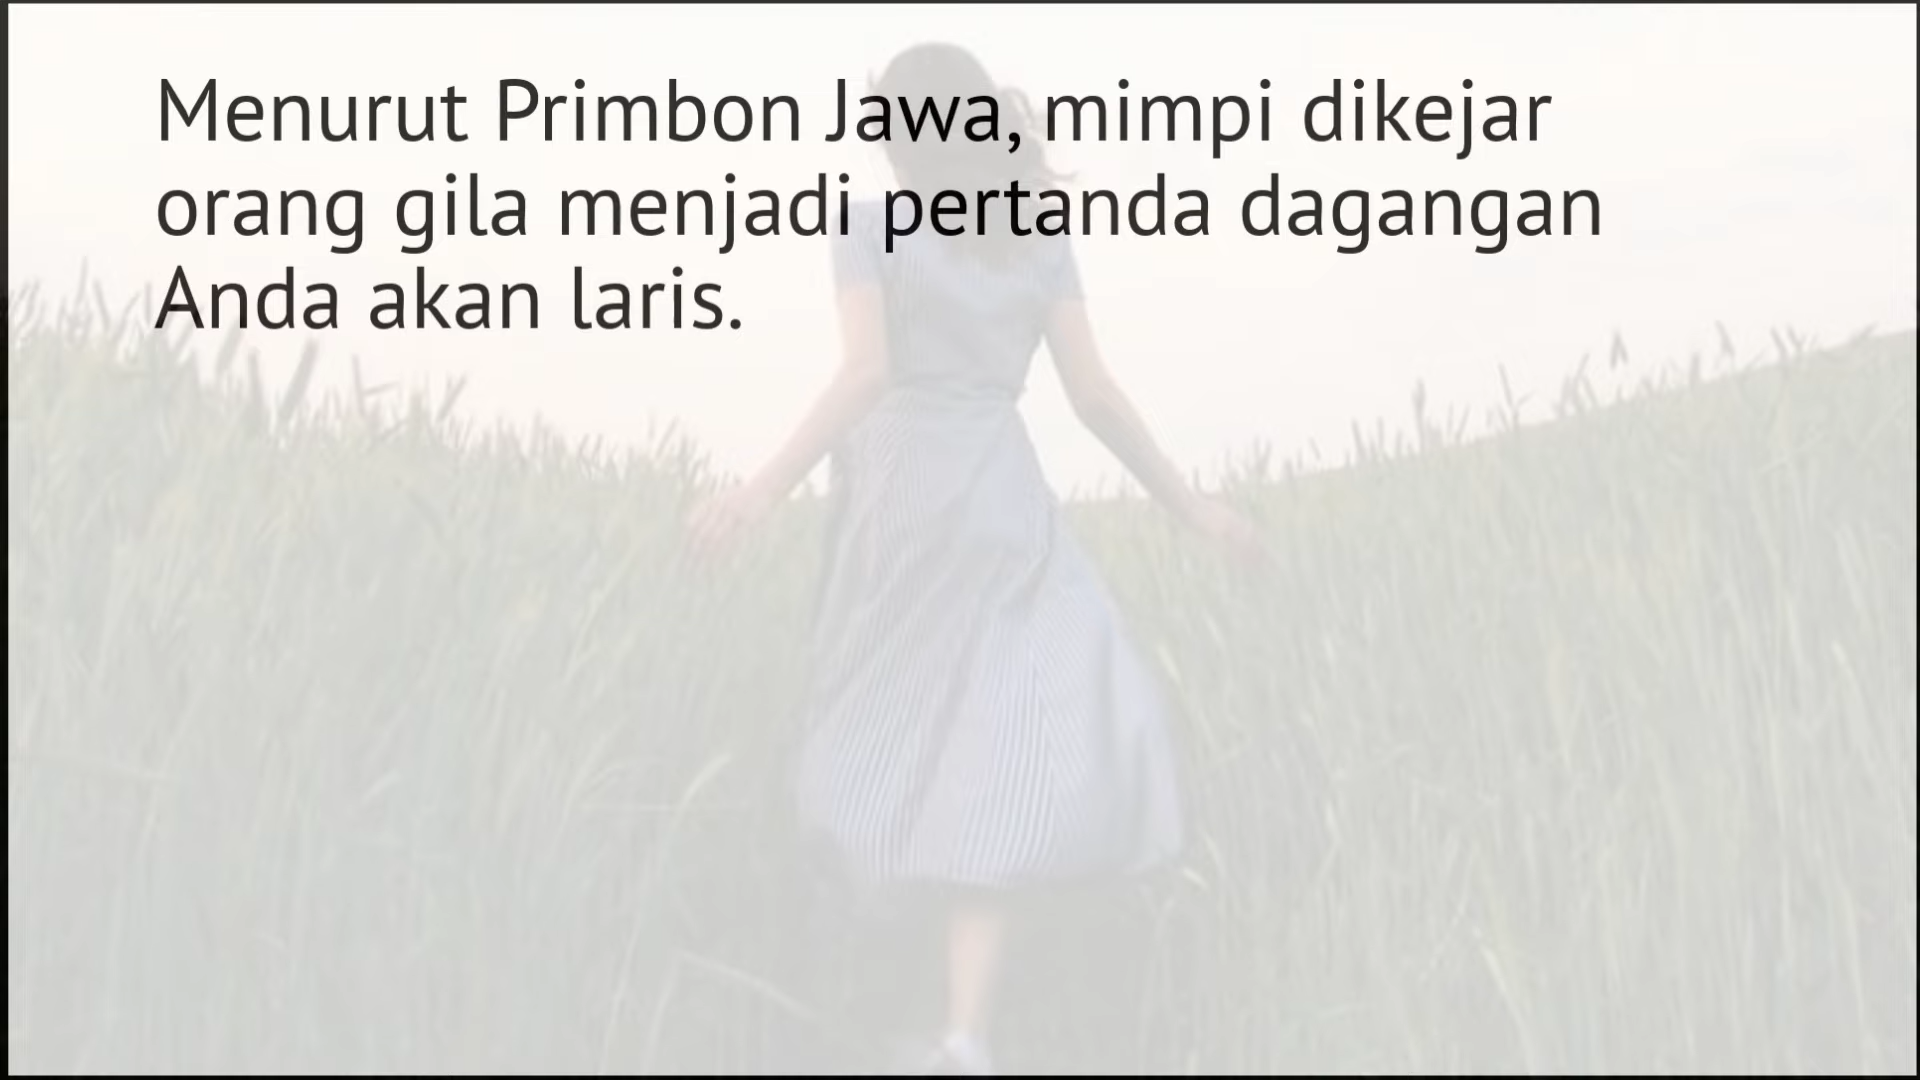 Menurut Primbon Jawa, mimpi dikejar
orang gila menjadi pertanda dagangan
Anda akan laris.